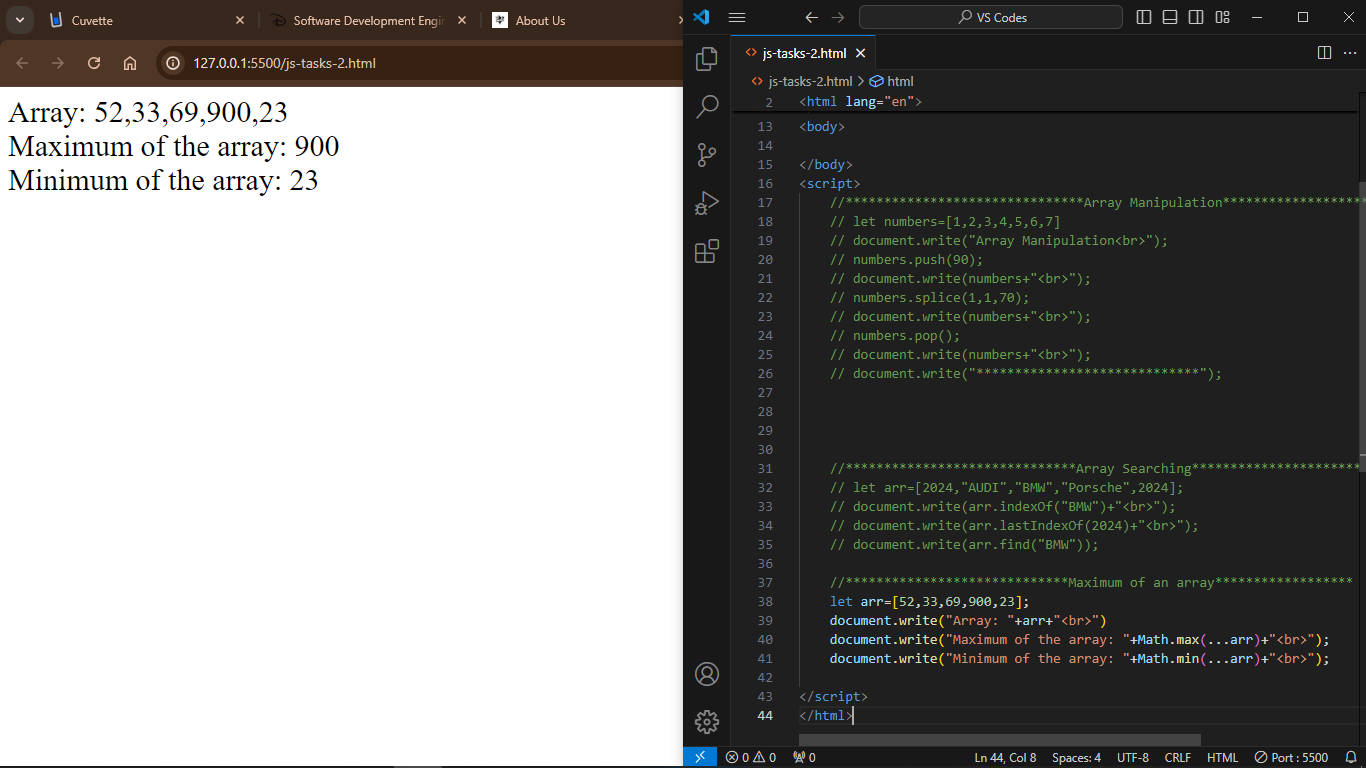 Cuvette
Software Development Engin
About Us
127.0.0.1:5500/js-tasks-2.html
Array: 52,33,69,900,23
Maximum of the array: 900
Minimum of the array: 23
VS Codes
js-tasks-2.html
js-tasks-2.html > html
2 <html lang="en">
13 <body>
14
15 </body>
16 <script>
17 //*******************************Array Manipulation*******************
18 // let numbers=[1,2,3,4,5,6,7]
19 // document.write("Array Manipulation<br>");
20 // numbers.push(90);
21 // document.write(numbers+"<br>");
22 // numbers.splice(1,1,70);
23 // document.write(numbers+"<br>");
24 // numbers.pop();
25 // document.write(numbers+"<br>");
26 // document.write("*****************************");
27
28
29
30
31 //******************************Array Searching***********************
32 // let arr=[2024,"AUDI","BMW","Porsche",2024];
33 // document.write(arr.indexOf("BMW")+"<br>");
34 // document.write(arr.lastIndexOf(2024)+"<br>");
35 // document.write(arr.find("BMW"));
36
37 //*****************************Maximum of an array******************
38 let arr=[52,33,69,900,23];
39 document.write("Array: "+arr+"<br>")
40 document.write("Maximum of the array: "+Math.max(...arr)+"<br>");
41 document.write("Minimum of the array: "+Math.min(...arr)+"<br>");
42
43 </script>
44 </html>
0 0 0 Ln 44, Col 8 Spaces: 4 UTF-8 CRLF HTML Port : 5500